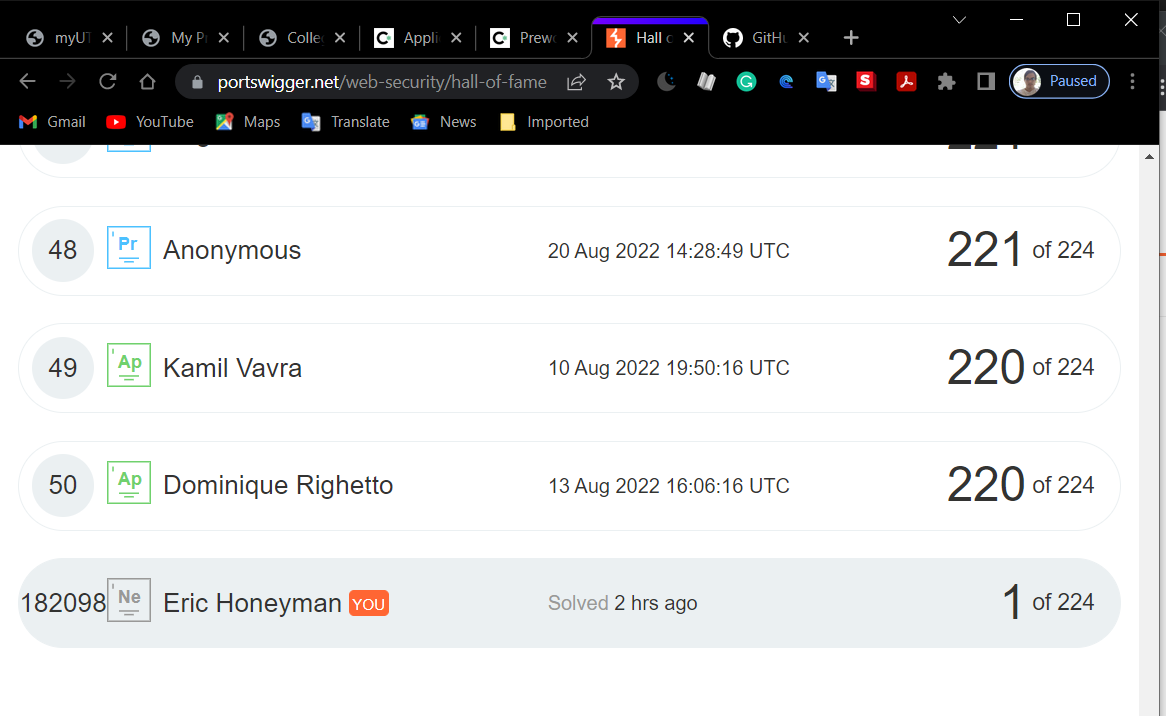 myUT My P Colle Appli Prewo Hall o GitHu
portswigger.net/web-security/hall-of-fame Paused
Gmail YouTube Maps Translate News Imported
48 Pr Anonymous 20 Aug 2022 14:28:49 UTC 221 of 224
49 Ap Kamil Vavra 10 Aug 2022 19:50:16 UTC 220 of 224
50 Ap Dominique Righetto 13 Aug 2022 16:06:16 UTC 220 of 224
182098 Ne Eric Honeyman YOU Solved 2 hrs ago 1 of 224